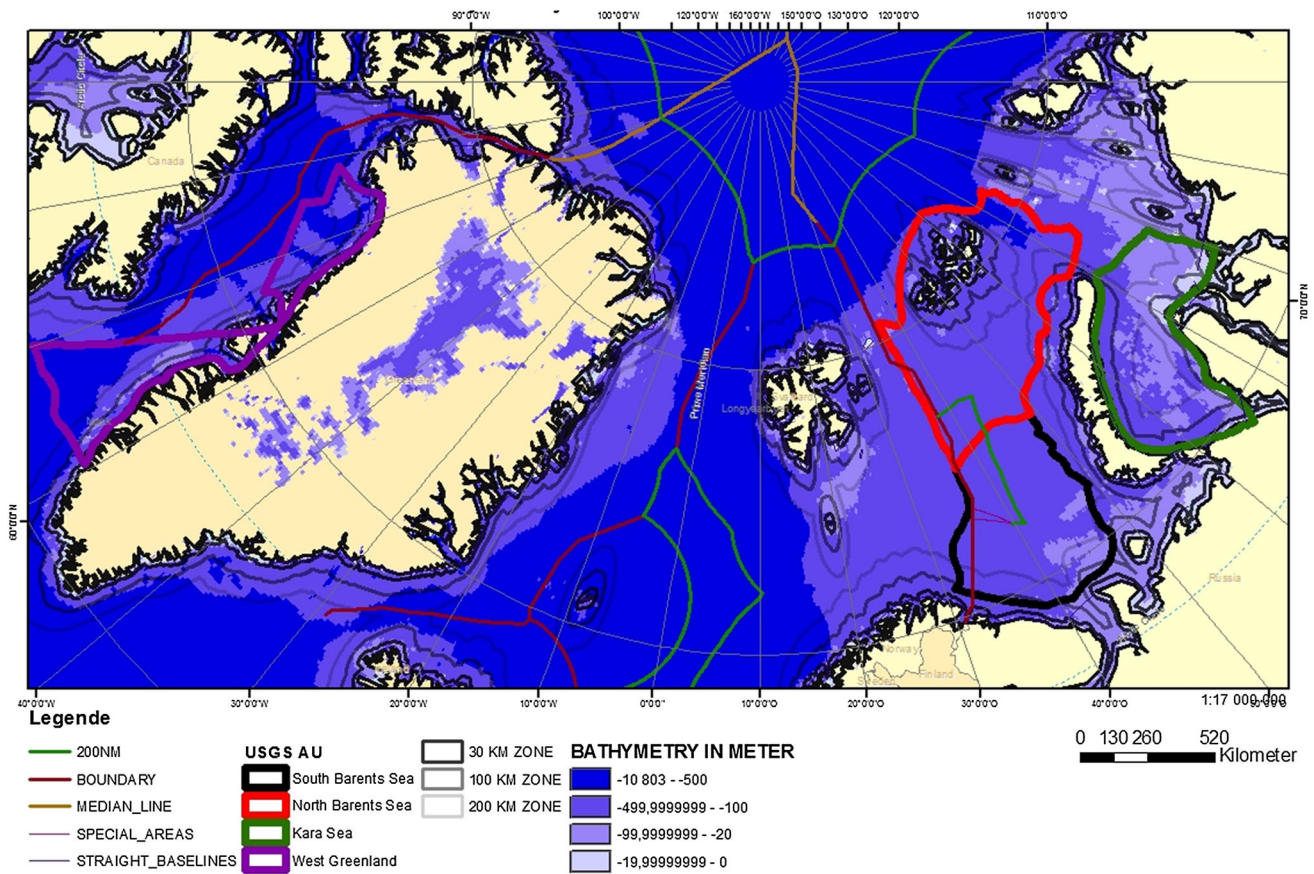 90°0'0"W 100°0'0"W 120°0'0"W 160°0'0"W 150°0'0"O 130°0'0"O 120°0'0"O 110°0'0"O
Arctic Circle
Canada
70°0'0"N
Prime Meridian
Longyearbyen
60°0'0"N
Russia
Norway
Sweden
Finland
1:17 000 000
40°0'0"W 30°0'0"W 20°0'0"W 10°0'0"W 0°0'0" 10°0'0"O 20°0'0"O 30°0'0"O 40°0'0"O 50°0'0"O
Legende
200NM
BOUNDARY
MEDIAN_LINE
SPECIAL_AREAS
STRAIGHT_BASELINES
USGS AU
South Barents Sea
North Barents Sea
Kara Sea
West Greenland
30 KM ZONE
100 KM ZONE
200 KM ZONE
BATHYMETRY IN METER
-10 803 - -500
-499,9999999 - -100
-99,9999999 - -20
-19,99999999 - 0
0 130 260 520
Kilometer